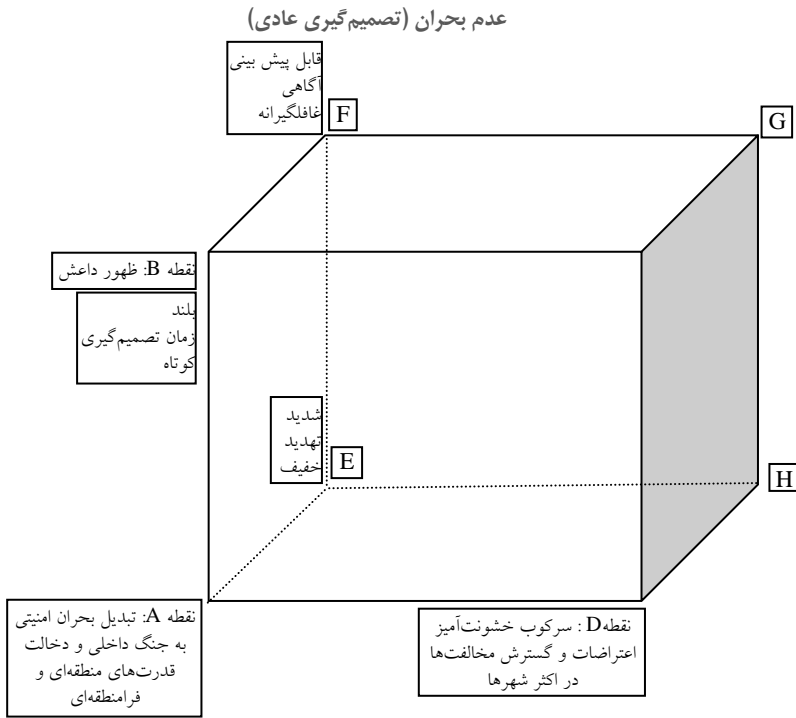 عدم بحران (تصمیم‌گیری عادی)
قابل پیش بینی
آگاهی
غافلگیرانه
F
G
نقطه B: ظهور داعش
بلند
زمان تصمیم‌گیری
کوتاه
شدید
تهدید
خفیف
E
H
نقطه A: تبدیل بحران امنیتی
به جنگ داخلی و دخالت
قدرت‌های منطقه‌ای و
فرامنطقه‌ای
نقطهD : سرکوب خشونت‌آمیز
اعتراضات و گسترش مخالفت‌ها
در اکثر شهرها